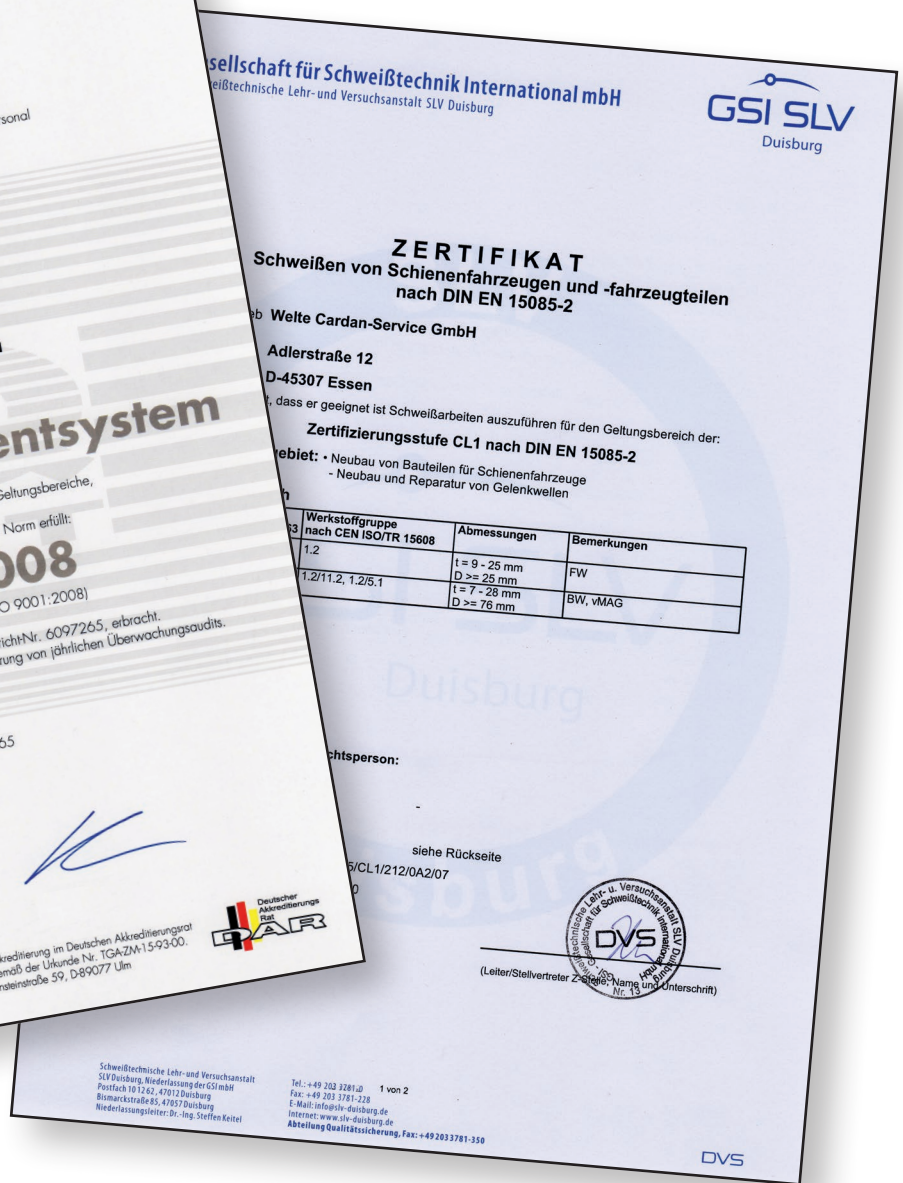 rsonal
entsystem
Geltungsbereiche,
Norm erfüllt:
008
O 9001:2008)
richt-Nr. 6097265, erbracht.
rung von jährlichen Überwachungsaudits.
65
Deutscher
Akkreditierungs
Rat
DAR
kreditierung im Deutschen Akkreditierungsrat
emäß der Urkunde Nr. TGA-ZM-15-93-00.
nsteinstraße 59, D-89077 Ulm
sellschaft für Schweißtechnik International mbH
eißtechnische Lehr- und Versuchsanstalt SLV Duisburg
GSI SLV
Duisburg
ZERTIFIKAT
Schweißen von Schienenfahrzeugen und -fahrzeugteilen
nach DIN EN 15085-2
eb Welte Cardan-Service GmbH
Adlerstraße 12
D-45307 Essen
t, dass er geeignet ist Schweißarbeiten auszuführen für den Geltungsbereich der:
Zertifizierungsstufe CL1 nach DIN EN 15085-2
gebiet: • Neubau von Bauteilen für Schienenfahrzeuge
- Neubau und Reparatur von Gelenkwellen
h
63 Werkstoffgruppe nach CEN ISO/TR 15608 Abmessungen Bemerkungen
1.2 t = 9 - 25 mm D >= 25 mm FW
1.2/11.2, 1.2/5.1 t = 7 - 28 mm D >= 76 mm BW, vMAG
Duisburg
chtsperson:
-
siehe Rückseite
5/CL1/212/0A2/07
0
DVS
Nr. 13
(Leiter/Stellvertreter Z-Stelle, Name und Unterschrift)
Schweißtechnische Lehr- und Versuchsanstalt
SLV Duisburg, Niederlassung der GSI mbH
Postfach 10 12 62, 47012 Duisburg
Bismarckstraße 85, 47057 Duisburg
Niederlassungsleiter: Dr.-Ing. Steffen Keitel
Tel.: +49 203 3781-0
1 von 2
Fax: +49 203 3781-228
E-Mail: info@slv-duisburg.de
Internet: www.slv-duisburg.de
Abteilung Qualitätssicherung, Fax: +49 203 3781-350
DVS